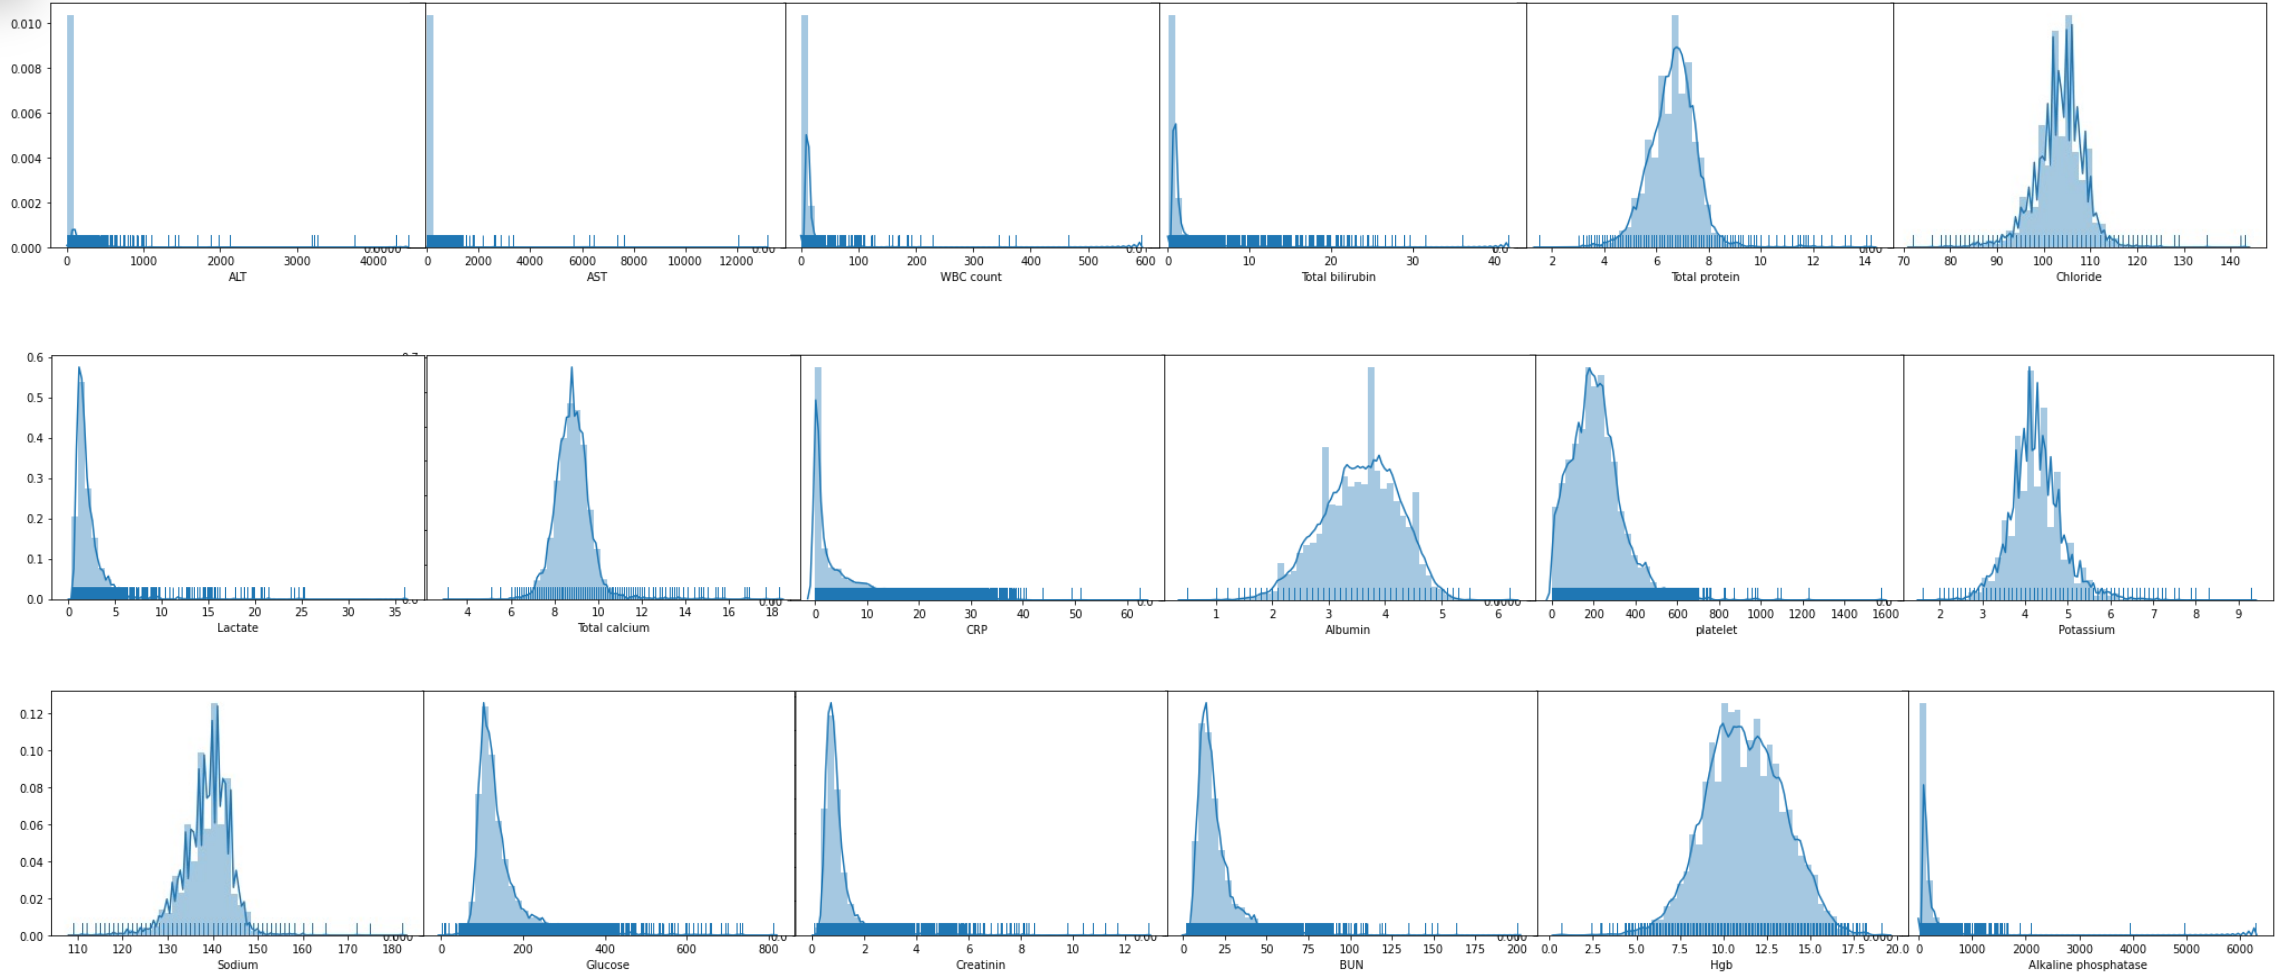 0.010
0.008
0.006
0.004
0.002
0.000
0 1000 2000 3000 4000
0 2000 4000 6000 8000 10000 12000
0 100 200 300 400 500 600
0 10 20 30 40
2 4 6 8 10 12 14
70 80 90 100 110 120 130 140
ALT
AST
WBC count
Total bilirubin
Total protein
Chloride
0.6
0.5
0.4
0.3
0.2
0.1
0.0
0 5 10 15 20 25 30 35
4 6 8 10 12 14 16 18
0 10 20 30 40 50 60
1 2 3 4 5 6
0 200 400 600 800 1000 1200 1400 1600
2 3 4 5 6 7 8 9
Lactate
Total calcium
CRP
Albumin
platelet
Potassium
0.12
0.10
0.08
0.06
0.04
0.02
0.00
110 120 130 140 150 160 170 180
0 200 400 600 800
0 2 4 6 8 10 12
0 25 50 75 100 125 150 175 200
0.0 2.5 5.0 7.5 10.0 12.5 15.0 17.5 20.0
0 1000 2000 3000 4000 5000 6000
Sodium
Glucose
Creatinin
BUN
Hgb
Alkaline phosphatase